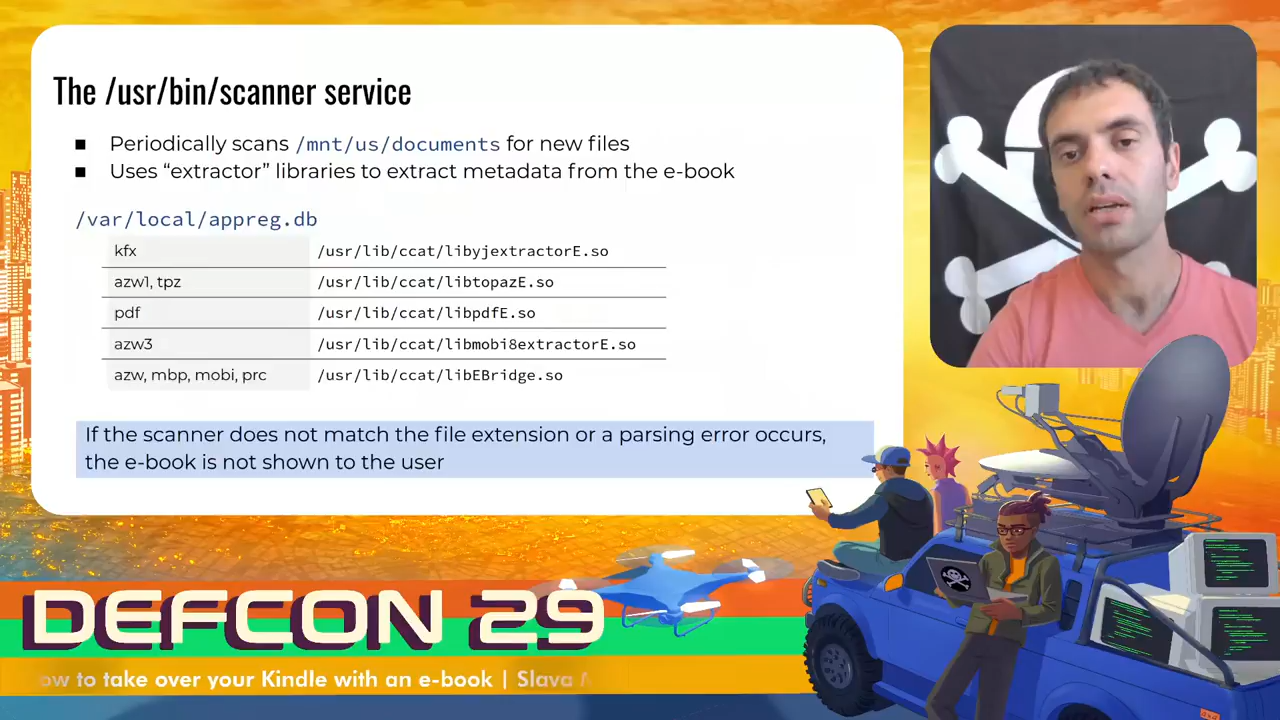 The /usr/bin/scanner service
Periodically scans /mnt/us/documents for new files
Uses “extractor” libraries to extract metadata from the e-book
/var/local/appreg.db
kfx /usr/lib/ccat/libyjextractorE.so
azw1, tpz /usr/lib/ccat/libtopazE.so
pdf /usr/lib/ccat/libpdfE.so
azw3 /usr/lib/ccat/libmobi8extractorE.so
azw, mbp, mobi, prc /usr/lib/ccat/libEBridge.so
If the scanner does not match the file extension or a parsing error occurs,
the e-book is not shown to the user
DEFCON 29
ow to take over your Kindle with an e-book | Slava